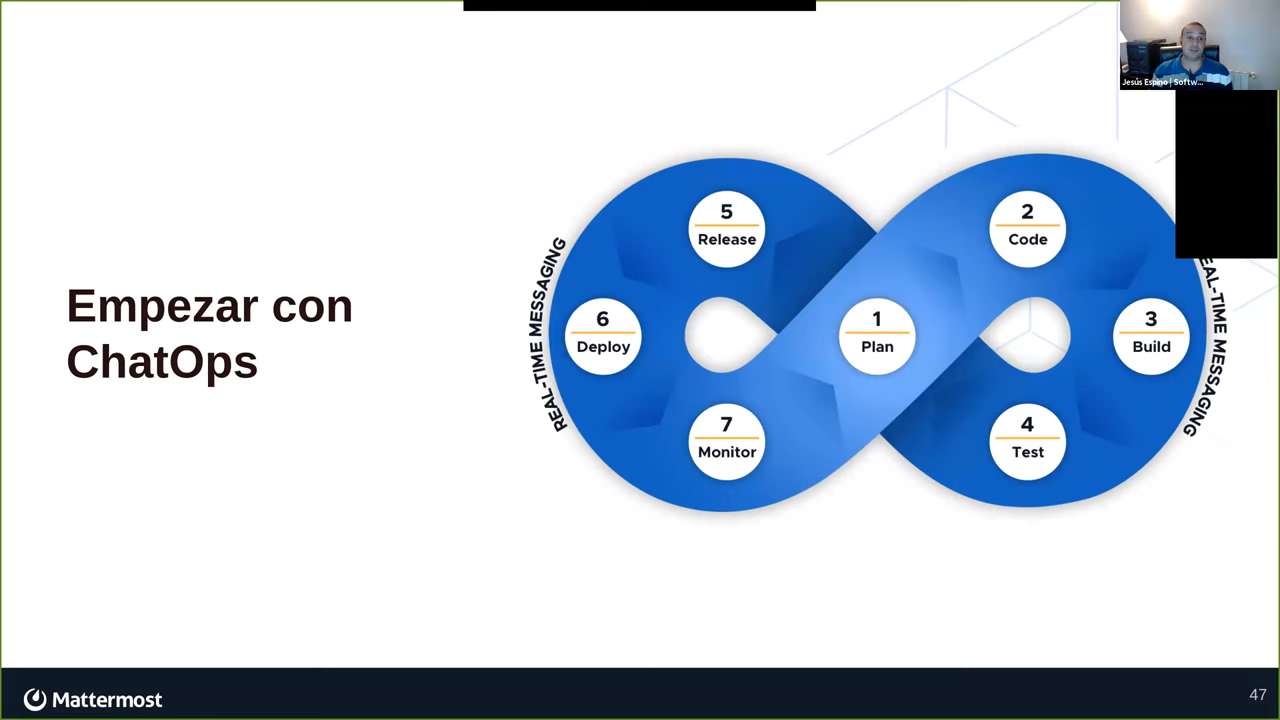 Jesús Espino | Softw...
Empezar con
ChatOps
REAL-TIME MESSAGING
5
Release
2
Code
6
Deploy
1
Plan
3
Build
7
Monitor
4
Test
EAL-TIME MESSAGING
Mattermost
47